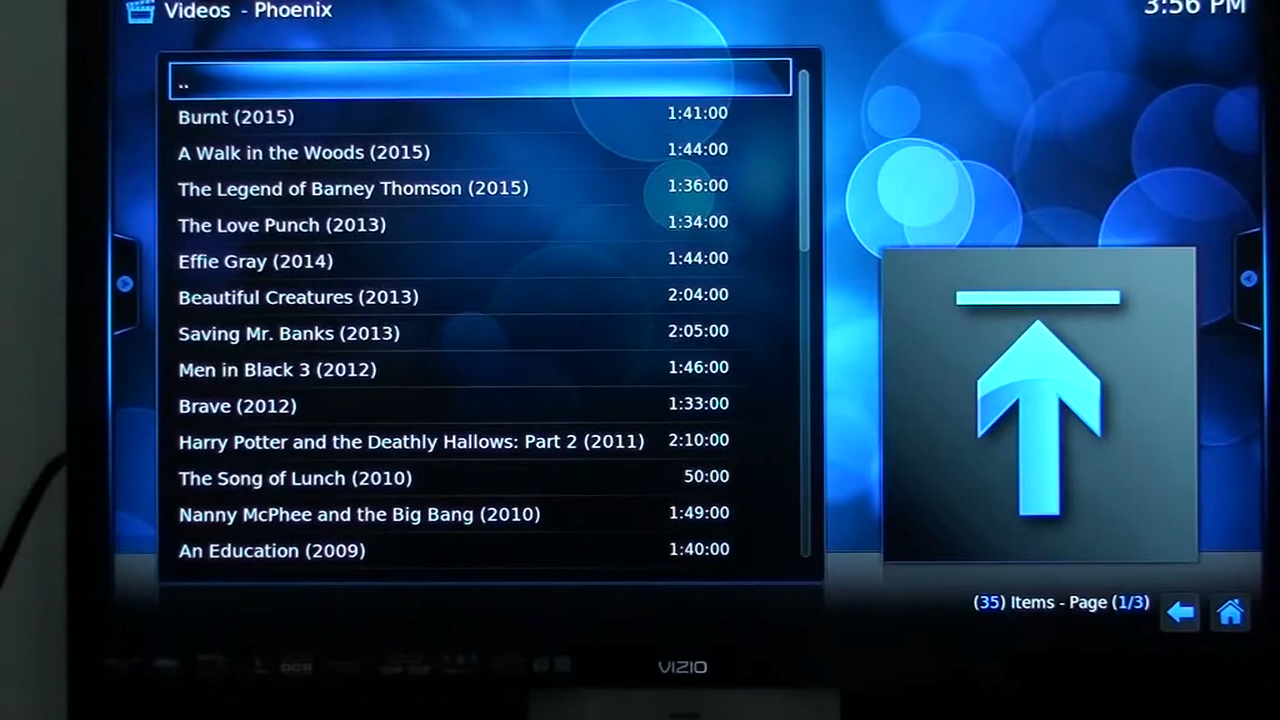 Videos - Phoenix
3:56 PM
..
Burnt (2015) 1:41:00
A Walk in the Woods (2015) 1:44:00
The Legend of Barney Thomson (2015) 1:36:00
The Love Punch (2013) 1:34:00
Effie Gray (2014) 1:44:00
Beautiful Creatures (2013) 2:04:00
Saving Mr. Banks (2013) 2:05:00
Men in Black 3 (2012) 1:46:00
Brave (2012) 1:33:00
Harry Potter and the Deathly Hallows: Part 2 (2011) 2:10:00
The Song of Lunch (2010) 50:00
Nanny McPhee and the Big Bang (2010) 1:49:00
An Education (2009) 1:40:00
(35) Items - Page (1/3)
VIZIO